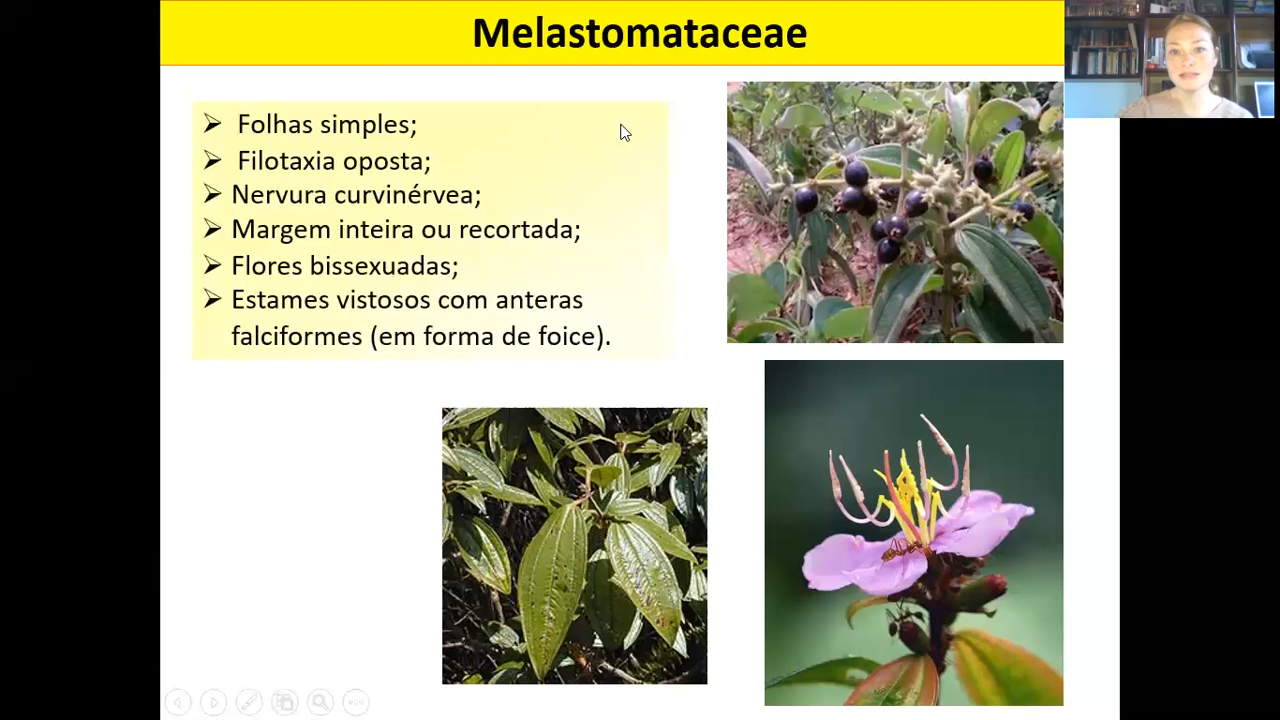 Melastomataceae
➢ Folhas simples;
➢ Filotaxia oposta;
➢ Nervura curvinérvea;
➢ Margem inteira ou recortada;
➢ Flores bissexuadas;
➢ Estames vistosos com anteras
falciformes (em forma de foice).